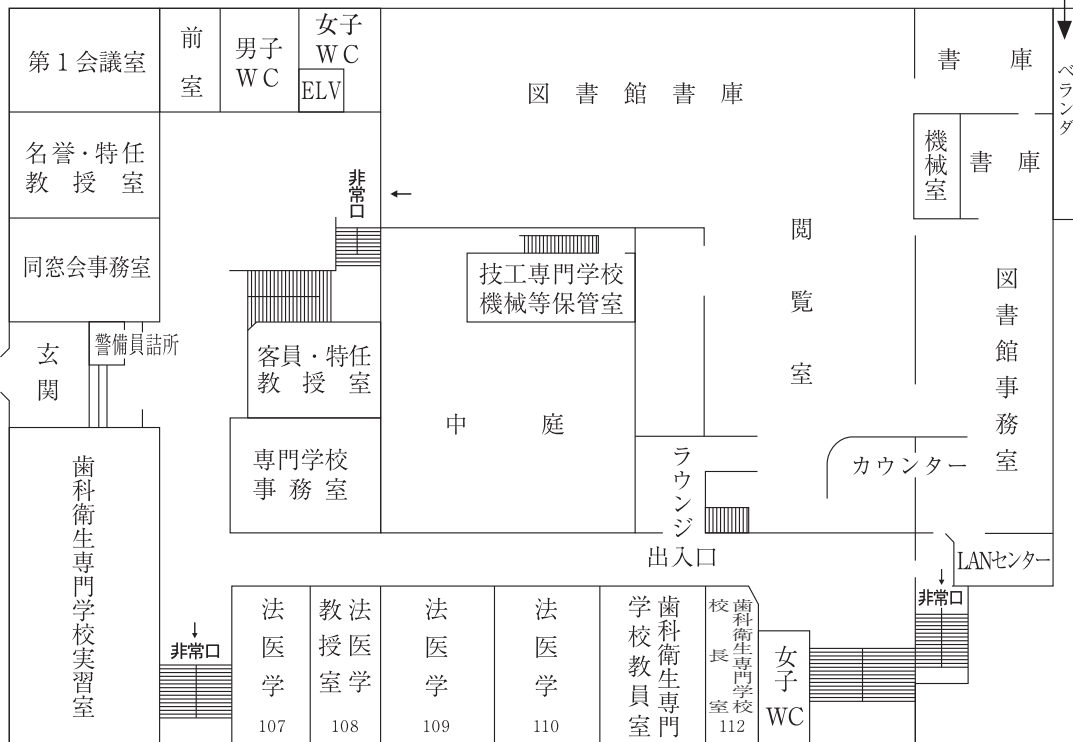 第1会議室
前室
男子
WC
女子
WC
ELV
図書館書庫
書庫
ベランダ
機械室
書庫
名誉・特任
教授室
非常口
←
同窓会事務室
技工専門学校
機械等保管室
閲覧室
図書館事務室
玄関
警備員詰所
客員・特任
教授室
中庭
専門学校
事務室
ラウンジ
カウンター
出入口
LANセンター
歯科衛生専門学校実習室
↓
非常口
法医学
107
法医学
教授室
108
法医学
109
法医学
110
歯科衛生専門
学校教員室
歯科衛生専門学校
校長室
112
女子
WC
↓
非常口